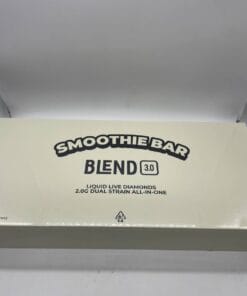 SMOOTHIE BAR
BLEND 3.0
LIQUID LIVE DIAMONDS
2.0G DUAL STRAIN ALL-IN-ONE